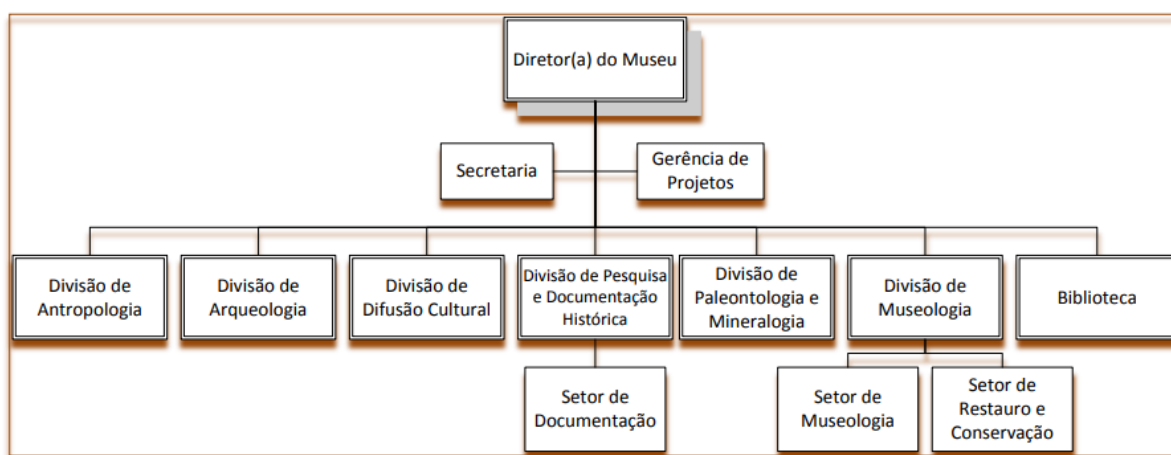 Diretor(a) do Museu
Secretaria
Gerência de
Projetos
Divisão de
Antropologia
Divisão de
Arqueologia
Divisão de
Difusão Cultural
Divisão de Pesquisa
e Documentação
Histórica
Divisão de
Paleontologia e
Mineralogia
Divisão de
Museologia
Biblioteca
Setor de
Documentação
Setor de
Museologia
Setor de
Restauro e
Conservação